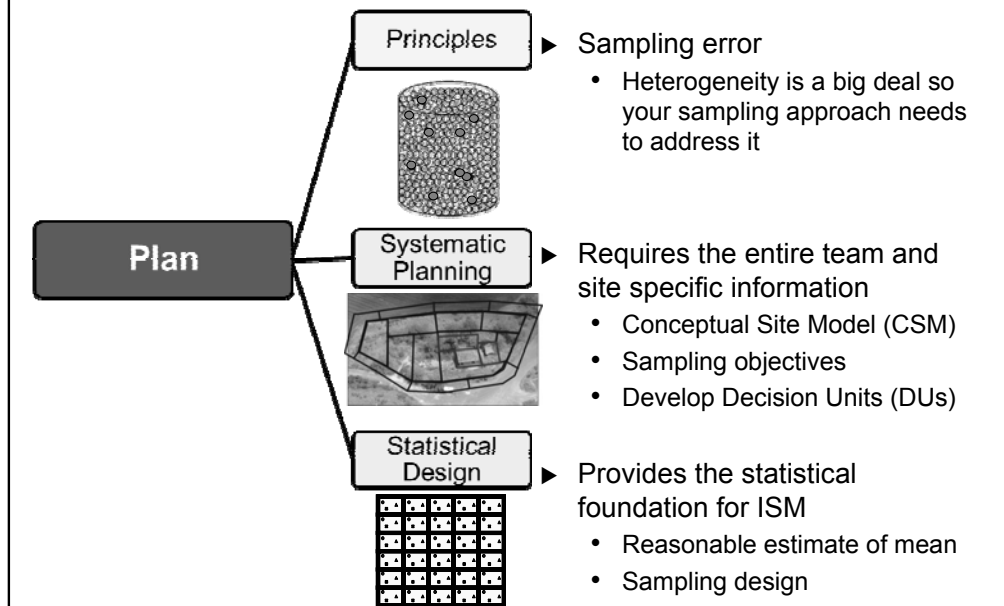 Principles
▶ Sampling error
• Heterogeneity is a big deal so
your sampling approach needs
to address it
Plan
Systematic
Planning
▶ Requires the entire team and
site specific information
• Conceptual Site Model (CSM)
• Sampling objectives
• Develop Decision Units (DUs)
Statistical
Design
▶ Provides the statistical
foundation for ISM
• Reasonable estimate of mean
• Sampling design